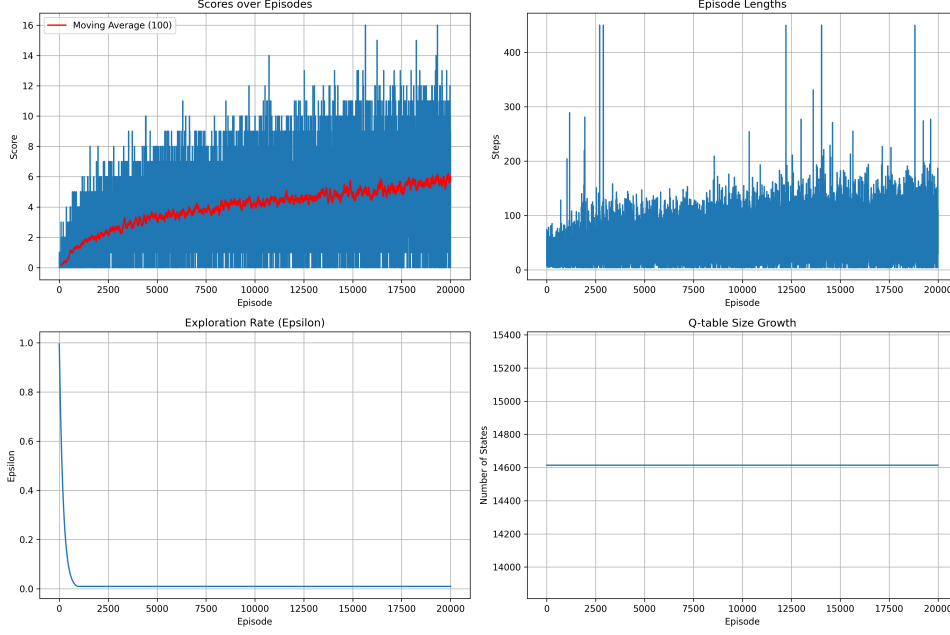 Scores over Episodes
Moving Average (100)
16
14
12
10
8
6
4
2
0
Score
0 2500 5000 7500 10000 12500 15000 17500 20000
Episode
Episode Lengths
400
300
200
100
0
Steps
0 2500 5000 7500 10000 12500 15000 17500 20000
Episode
Exploration Rate (Epsilon)
1.0
0.8
0.6
0.4
0.2
0.0
Epsilon
0 2500 5000 7500 10000 12500 15000 17500 20000
Episode
Q-table Size Growth
15400
15200
15000
14800
14600
14400
14200
14000
Number of States
0 2500 5000 7500 10000 12500 15000 17500 20000
Episode